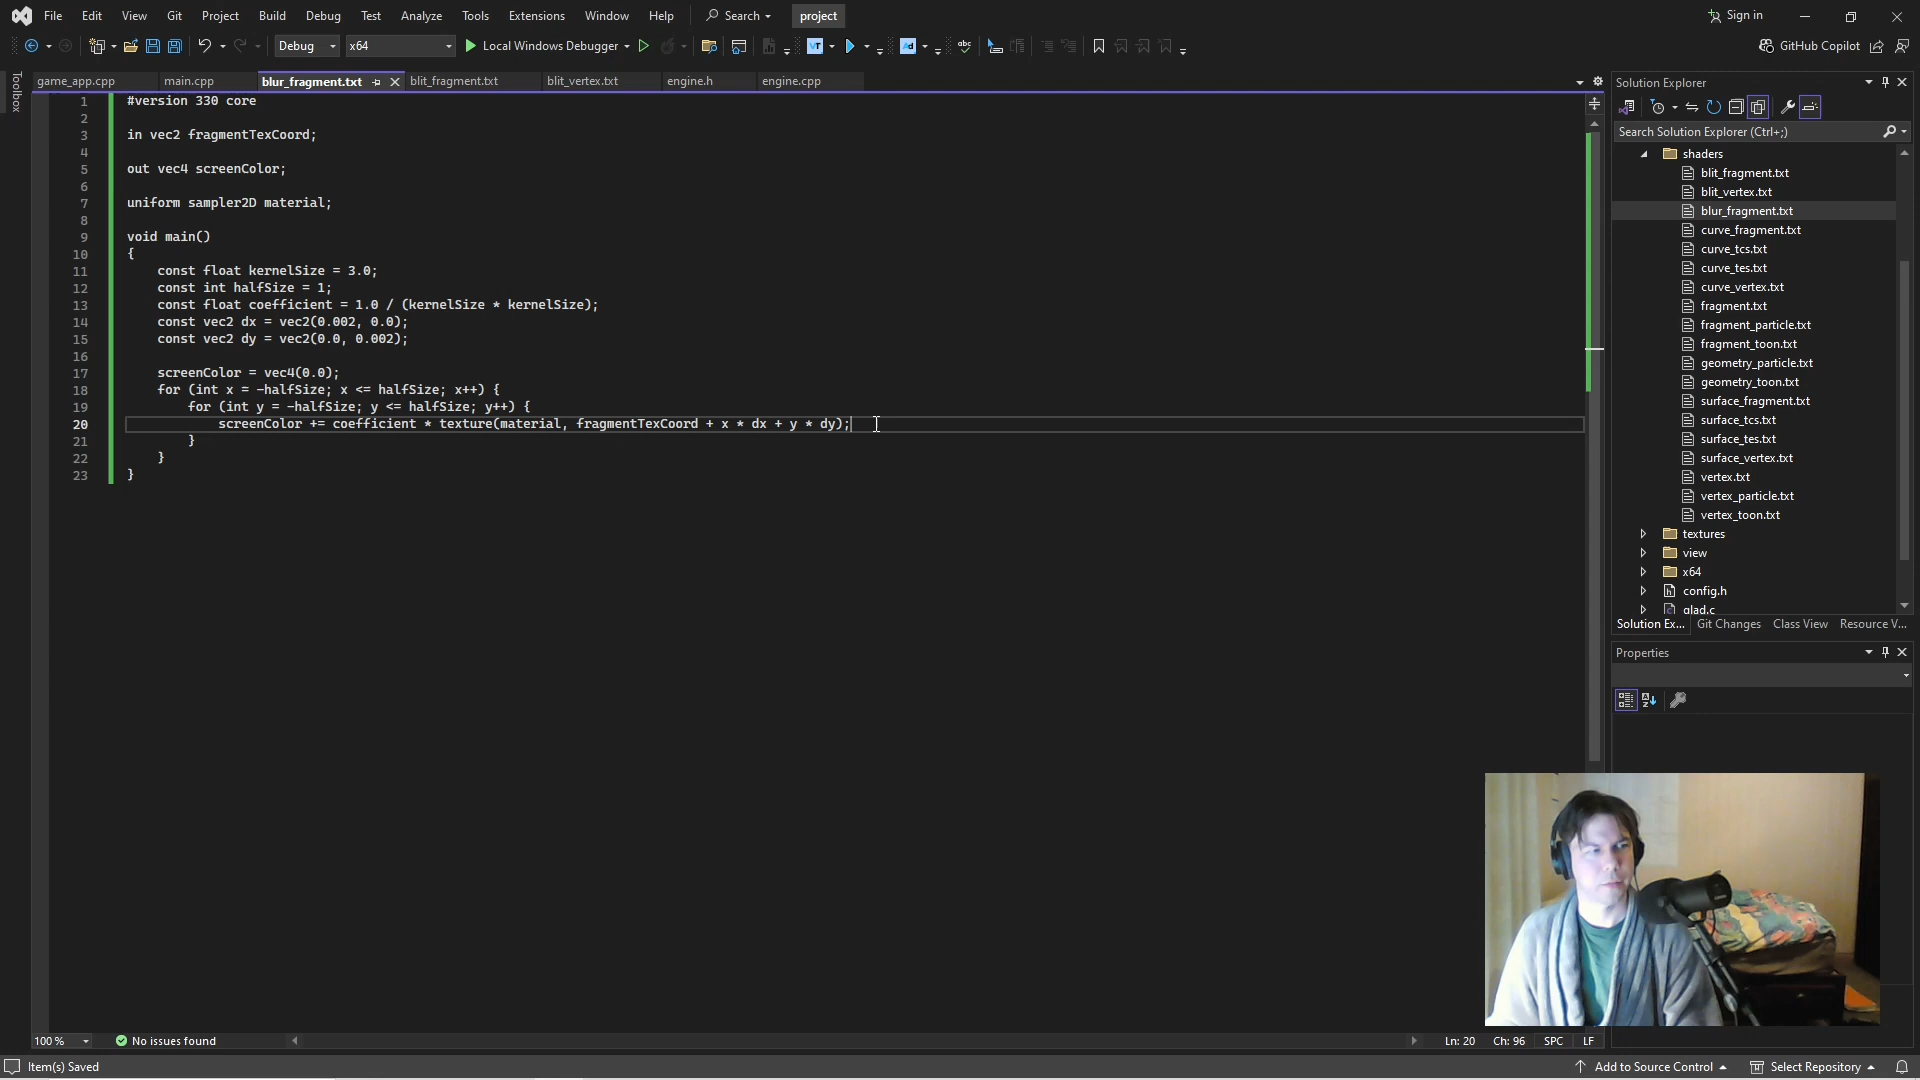 File Edit View Git Project Build Debug Test Analyze Tools Extensions Window Help Search project Sign in
Debug x64 Local Windows Debugger GitHub Copilot
Toolbox
game_app.cpp main.cpp blur_fragment.txt blit_fragment.txt blit_vertex.txt engine.h engine.cpp
1 #version 330 core
2
3 in vec2 fragmentTexCoord;
4
5 out vec4 screenColor;
6
7 uniform sampler2D material;
8
9 void main()
10 {
11 const float kernelSize = 3.0;
12 const int halfSize = 1;
13 const float coefficient = 1.0 / (kernelSize * kernelSize);
14 const vec2 dx = vec2(0.002, 0.0);
15 const vec2 dy = vec2(0.0, 0.002);
16
17 screenColor = vec4(0.0);
18 for (int x = -halfSize; x <= halfSize; x++) {
19 for (int y = -halfSize; y <= halfSize; y++) {
20 screenColor += coefficient * texture(material, fragmentTexCoord + x * dx + y * dy);
21 }
22 }
23 }
Solution Explorer
Search Solution Explorer (Ctrl+;)
shaders
blit_fragment.txt
blit_vertex.txt
blur_fragment.txt
curve_fragment.txt
curve_tcs.txt
curve_tes.txt
curve_vertex.txt
fragment.txt
fragment_particle.txt
fragment_toon.txt
geometry_particle.txt
geometry_toon.txt
surface_fragment.txt
surface_tcs.txt
surface_tes.txt
surface_vertex.txt
vertex.txt
vertex_particle.txt
vertex_toon.txt
textures
view
x64
config.h
glad.c
Solution Ex... Git Changes Class View Resource V...
Properties
100 % No issues found Ln: 20 Ch: 96 SPC LF
Item(s) Saved Add to Source Control Select Repository